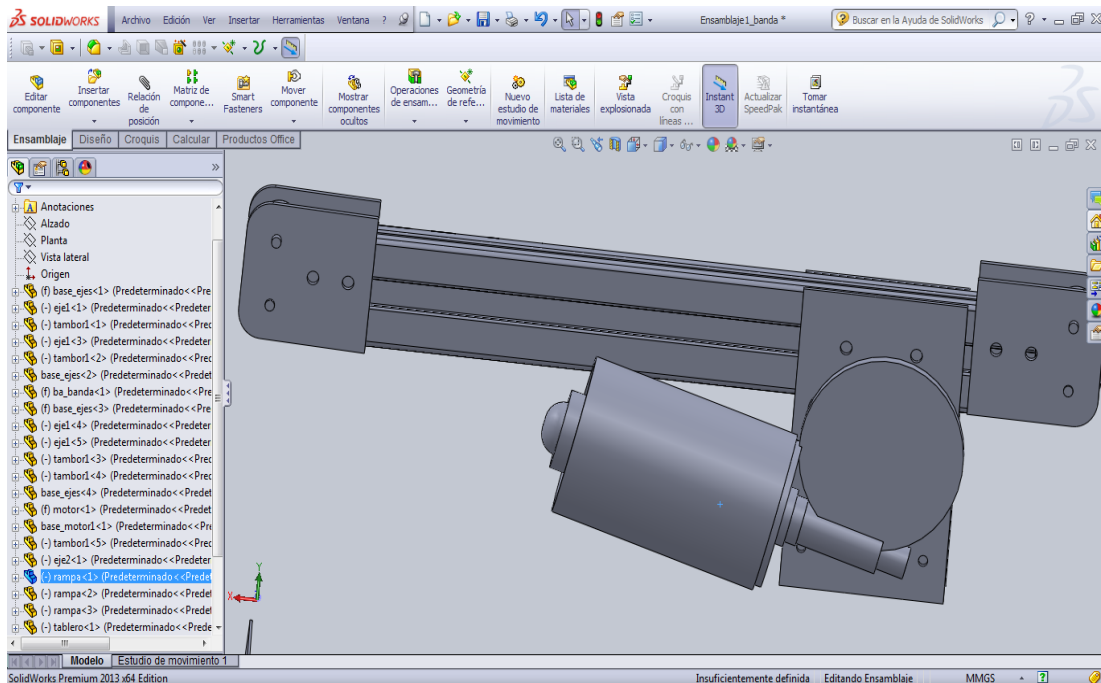 SOLIDWORKS Archivo Edición Ver Insertar Herramientas Ventana ? Ensamblaje1_banda * Buscar en la Ayuda de SolidWorks
Editar componente
Insertar componentes
Relación de posición
Matriz de compone...
Smart Fasteners
Mover componente
Mostrar componentes ocultos
Operaciones de ensam...
Geometría de refe...
Nuevo estudio de movimiento
Lista de materiales
Vista explosionada
Croquis con líneas ...
Instant 3D
Actualizar SpeedPak
Tomar instantánea
Ensamblaje Diseño Croquis Calcular Productos Office
Anotaciones
Alzado
Planta
Vista lateral
Origen
(f) base_ejes<1> (Predeterminado<<Pre
(-) eje1<1> (Predeterminado<<Predeter
(-) tambor1<1> (Predeterminado<<Prec
(-) eje1<3> (Predeterminado<<Predeter
(-) tambor1<2> (Predeterminado<<Prec
base_ejes<2> (Predeterminado<<Predet
(f) ba_banda<1> (Predeterminado<<Pre
(f) base_ejes<3> (Predeterminado<<Pre
(-) eje1<4> (Predeterminado<<Predeter
(-) eje1<5> (Predeterminado<<Predeter
(-) tambor1<3> (Predeterminado<<Prec
(-) tambor1<4> (Predeterminado<<Prec
base_ejes<4> (Predeterminado<<Predet
(f) motor<1> (Predeterminado<<Predet
base_motor1<1> (Predeterminado<<Pre
(-) tambor1<5> (Predeterminado<<Prec
(-) eje2<1> (Predeterminado<<Predeter
(-) rampa<1> (Predeterminado<<Predet
(-) rampa<2> (Predeterminado<<Predet
(-) rampa<3> (Predeterminado<<Predet
(-) tablero<1> (Predeterminado<<Prede
Y
X
Modelo Estudio de movimiento 1
SolidWorks Premium 2013 x64 Edition Insuficientemente definida Editando Ensamblaje MMGS